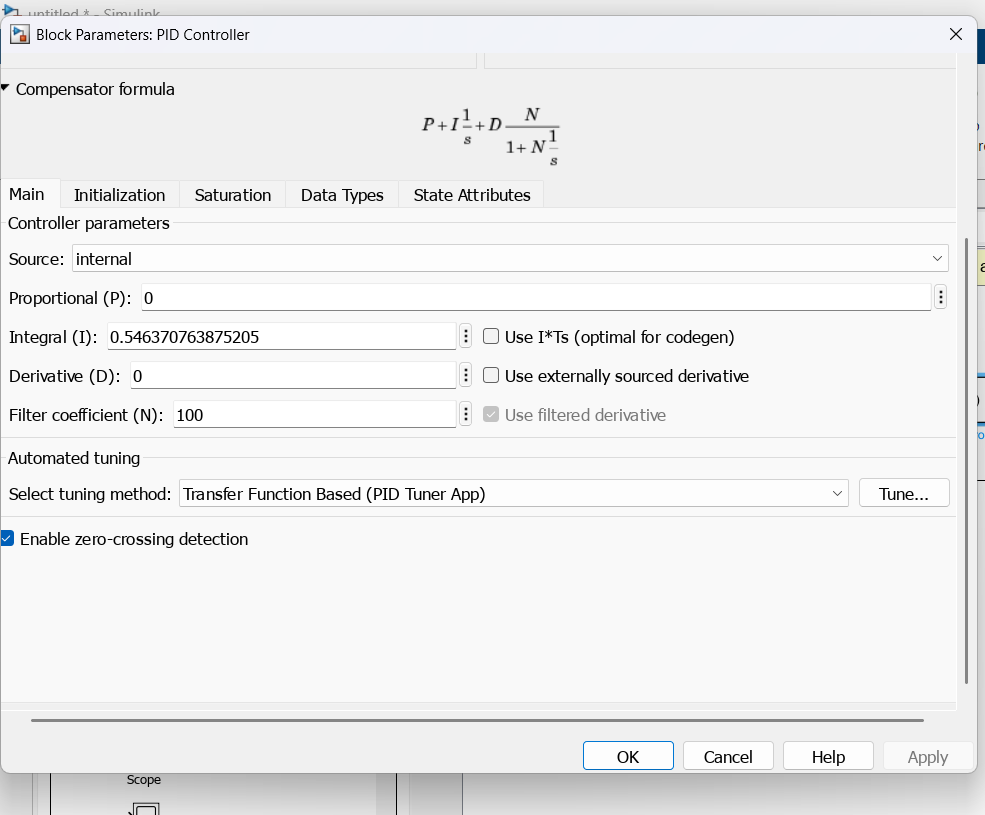 untitled * - Simulink
Block Parameters: PID Controller
Compensator formula
P + I 1/s + D N/(1 + N 1/s)
Main Initialization Saturation Data Types State Attributes
Controller parameters
Source: internal
Proportional (P): 0
Integral (I): 0.546370763875205 Use I*Ts (optimal for codegen)
Derivative (D): 0 Use externally sourced derivative
Filter coefficient (N): 100 Use filtered derivative
Automated tuning
Select tuning method: Transfer Function Based (PID Tuner App) Tune...
Enable zero-crossing detection
OK Cancel Help Apply
Scope